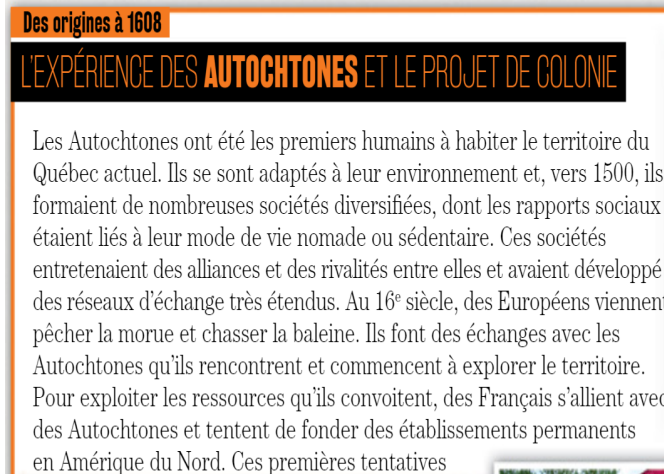 Des origines à 1608
L'EXPÉRIENCE DES AUTOCHTONES ET LE PROJET DE COLONIE
Les Autochtones ont été les premiers humains à habiter le territoire du
Québec actuel. Ils se sont adaptés à leur environnement et, vers 1500, ils
formaient de nombreuses sociétés diversifiées, dont les rapports sociaux
étaient liés à leur mode de vie nomade ou sédentaire. Ces sociétés
entretenaient des alliances et des rivalités entre elles et avaient développé
des réseaux d'échange très étendus. Au 16e siècle, des Européens viennent
pêcher la morue et chasser la baleine. Ils font des échanges avec les
Autochtones qu'ils rencontrent et commencent à explorer le territoire.
Pour exploiter les ressources qu'ils convoitent, des Français s'allient avec
des Autochtones et tentent de fonder des établissements permanents
en Amérique du Nord. Ces premières tentatives